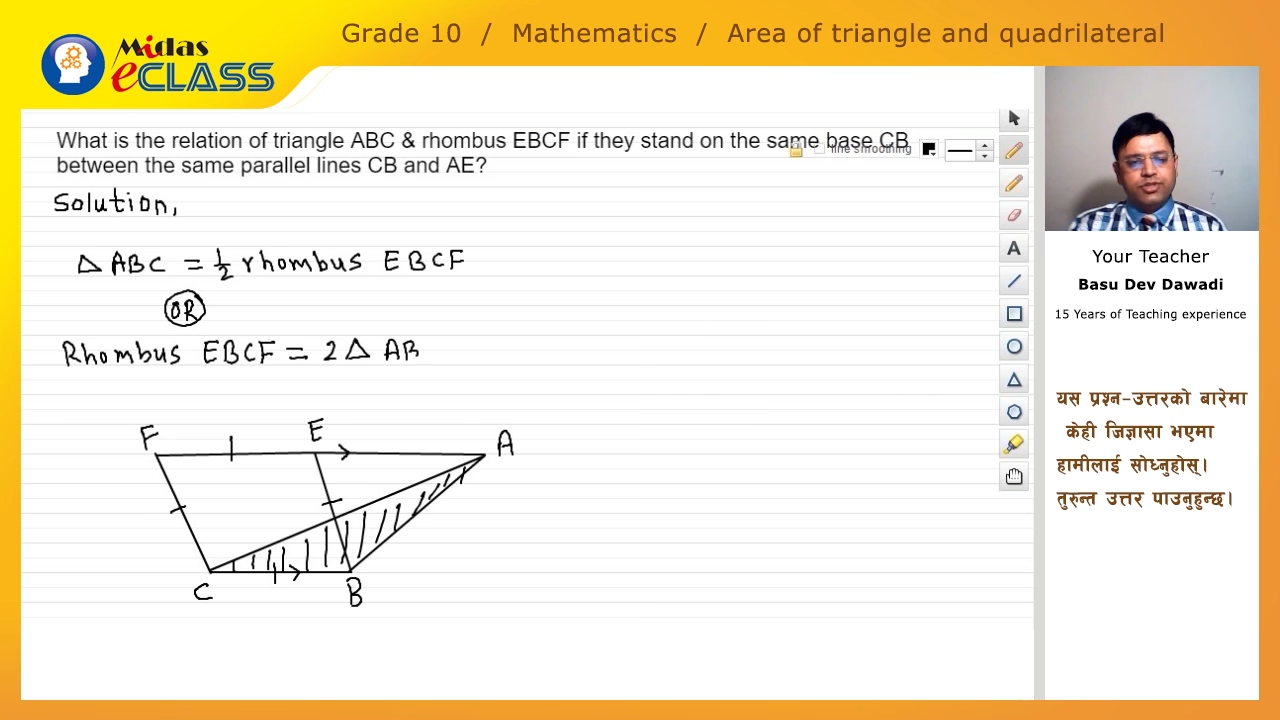 Grade 10 / Mathematics / Area of triangle and quadrilateral
Midas
eCLASS
What is the relation of triangle ABC & rhombus EBCF if they stand on the same base CB
between the same parallel lines CB and AE?
line smoothing
Solution,
△ ABC = 1/2 rhombus EBCF
OR
Rhombus EBCF = 2 △ AB
F E A
C B
A
Your Teacher
Basu Dev Dawadi
15 Years of Teaching experience
यस प्रश्न-उत्तरको बारेमा
केही जिज्ञासा भएमा
हामीलाई सोध्नुहोस्।
तुरुन्त उत्तर पाउनुहुन्छ।